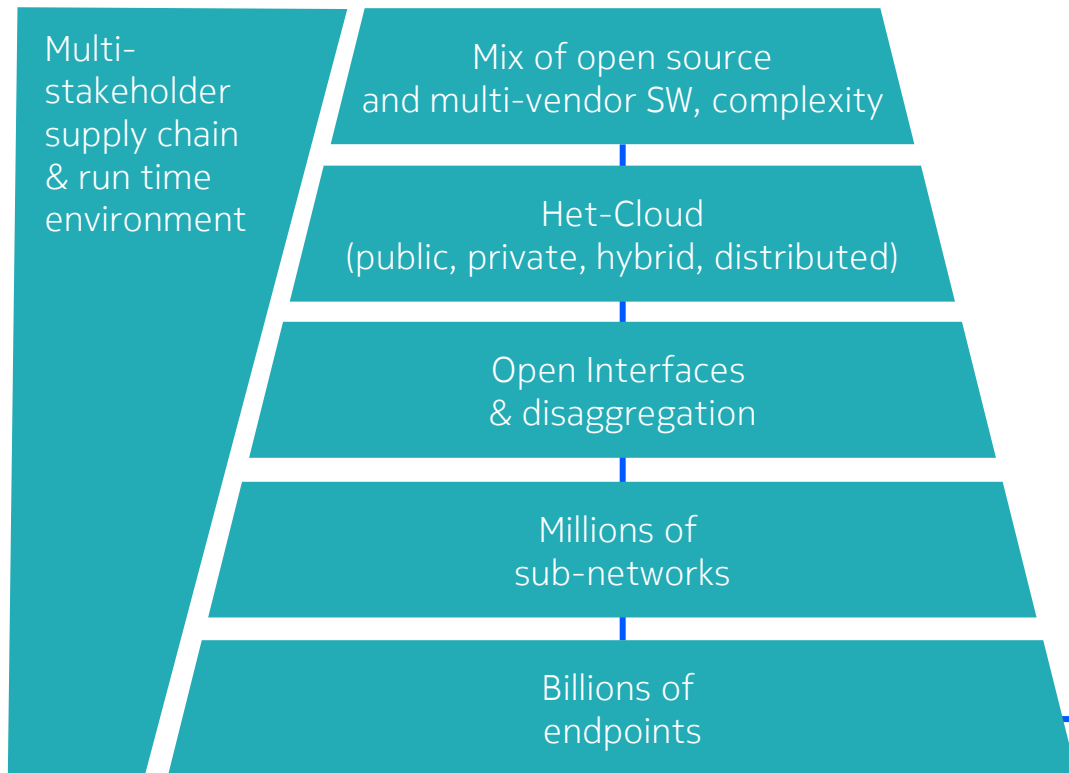 Multi-
stakeholder
supply chain
& run time
environment
Mix of open source
and multi-vendor SW, complexity
Het-Cloud
(public, private, hybrid, distributed)
Open Interfaces
& disaggregation
Millions of
sub-networks
Billions of
endpoints